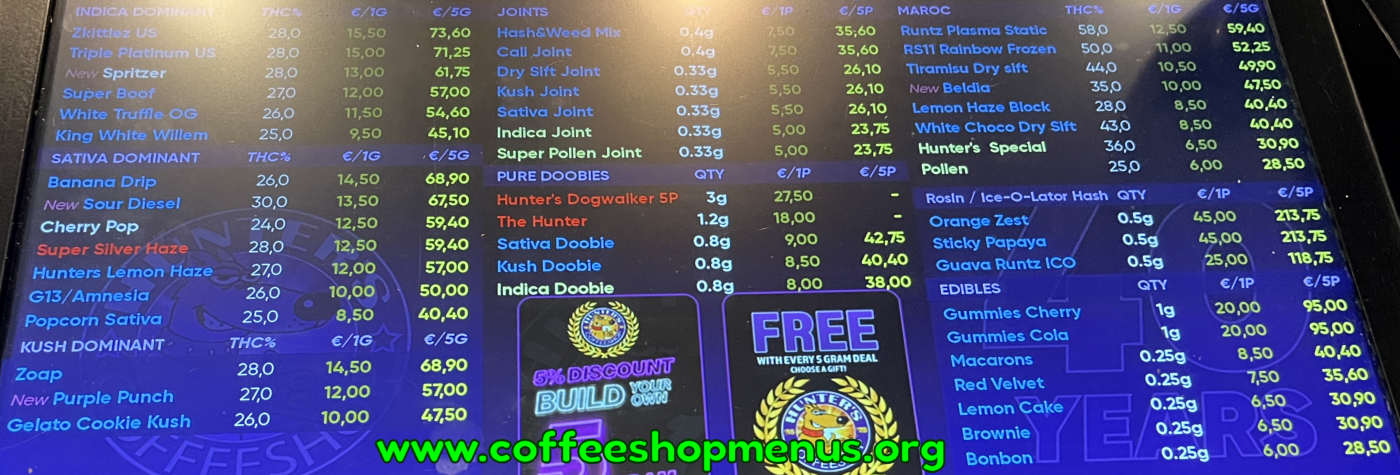 INDICA DOMINANT THC% €/1G €/5G
Zkittlez US 28,0 15,50 73,60
Triple Platinum US 28,0 15,00 71,25
New Spritzer 28,0 13,00 61,75
Super Boof 27,0 12,00 57,00
White Truffle OG 26,0 11,50 54,60
King White Willem 25,0 9,50 45,10
SATIVA DOMINANT THC% €/1G €/5G
Banana Drip 26,0 14,50 68,90
New Sour Diesel 30,0 13,50 67,50
Cherry Pop 24,0 12,50 59,40
Super Silver Haze 28,0 12,50 59,40
Hunters Lemon Haze 27,0 12,00 57,00
G13/Amnesia 26,0 10,00 50,00
Popcorn Sativa 25,0 8,50 40,40
KUSH DOMINANT THC% €/1G €/5G
Zoap 28,0 14,50 68,90
New Purple Punch 27,0 12,00 57,00
Gelato Cookie Kush 26,0 10,00 47,50
JOINTS QTY €/1P €/5P
Hash&Weed Mix 0.4g 7,50 35,60
Cali Joint 0.4g 7,50 35,60
Dry Sift Joint 0.33g 5,50 26,10
Kush Joint 0.33g 5,50 26,10
Sativa Joint 0.33g 5,50 26,10
Indica Joint 0.33g 5,00 23,75
Super Pollen Joint 0.33g 5,00 23,75
PURE DOOBIES QTY €/1P €/5P
Hunter's Dogwalker 5P 3g 27,50 -
The Hunter 1.2g 18,00 -
Sativa Doobie 0.8g 9,00 42,75
Kush Doobie 0.8g 8,50 40,40
Indica Doobie 0.8g 8,00 38,00
HUNTER'S
5% DISCOUNT
BUILD YOUR OWN
5
FREE
WITH EVERY 5 GRAM DEAL
CHOOSE A GIFT!
HUNTER'S
MAROC THC% €/1G €/5G
Runtz Plasma Static 58,0 12,50 59,40
RS11 Rainbow Frozen 50,0 11,00 52,25
Tiramisu Dry sift 44,0 10,50 49,90
New Beldia 35,0 10,00 47,50
Lemon Haze Block 28,0 8,50 40,40
White Choco Dry Sift 43,0 8,50 40,40
Hunter's Special 36,0 6,50 30,90
Pollen 25,0 6,00 28,50
Rosin / Ice-O-Lator Hash QTY €/1P €/5P
Orange Zest 0.5g 45,00 213,75
Sticky Papaya 0.5g 45,00 213,75
Guava Runtz ICO 0.5g 25,00 118,75
EDIBLES QTY €/1P €/5P
Gummies Cherry 1g 20,00 95,00
Gummies Cola 1g 20,00 95,00
Macarons 0.25g 8,50 40,40
Red Velvet 0.25g 7,50 35,60
Lemon Cake 0.25g 6,50 30,90
Brownie 0.25g 6,50 30,90
Bonbon 0.25g 6,00 28,50
40
YEARS
www.coffeeshopmenus.org